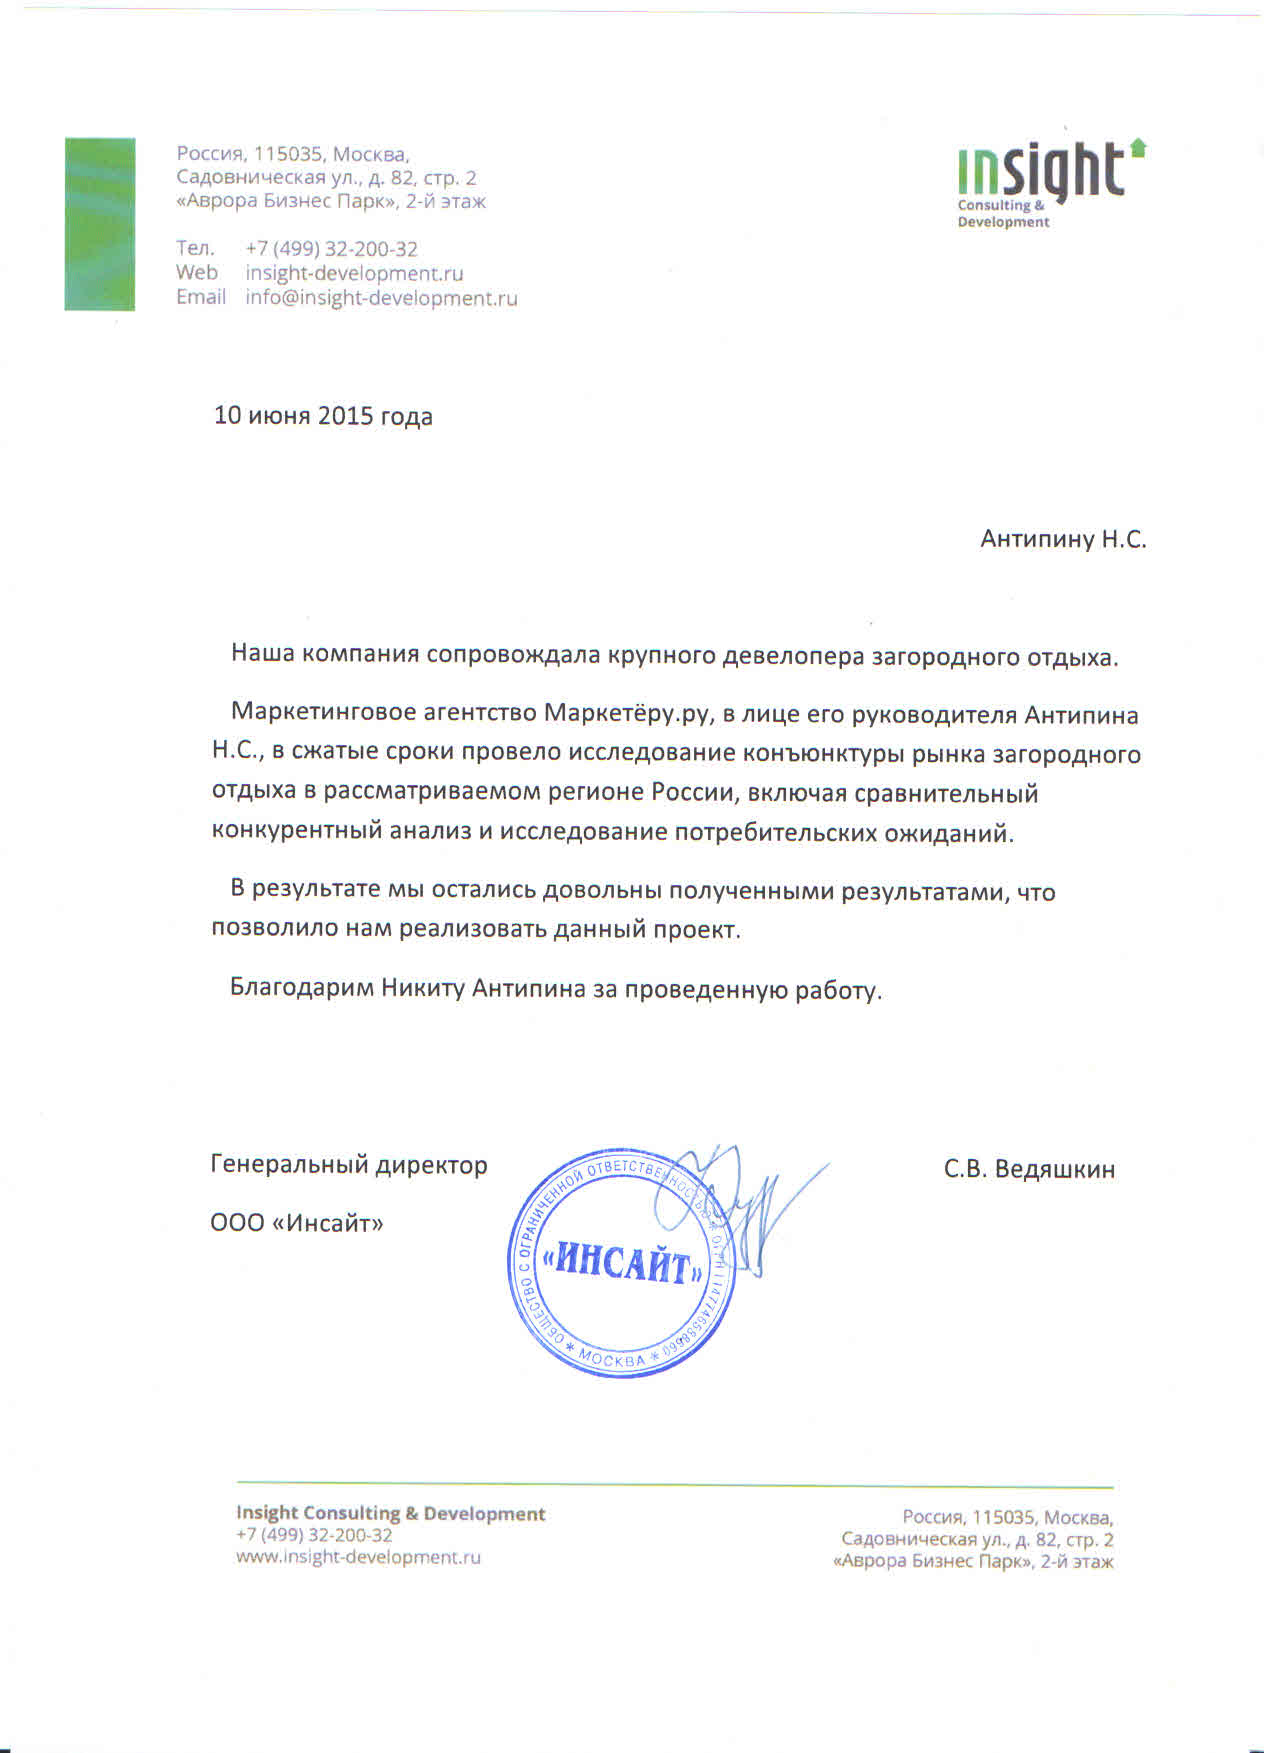 Россия, 115035, Москва,
Садовническая ул., д. 82, стр. 2
«Аврора Бизнес Парк», 2-й этаж
Тел. +7 (499) 32-200-32
Web insight-development.ru
Email info@insight-development.ru
insight
Consulting &
Development
10 июня 2015 года
Антипину Н.С.
Наша компания сопровождала крупного девелопера загородного отдыха.
Маркетинговое агентство Маркетёру.ру, в лице его руководителя Антипина
Н.С., в сжатые сроки провело исследование конъюнктуры рынка загородного
отдыха в рассматриваемом регионе России, включая сравнительный
конкурентный анализ и исследование потребительских ожиданий.
В результате мы остались довольны полученными результатами, что
позволило нам реализовать данный проект.
Благодарим Никиту Антипина за проведенную работу.
Генеральный директор
С.В. Ведяшкин
ООО «Инсайт»
ОБЩЕСТВО С ОГРАНИ�ченной ОТВЕТСТВЕННОСТЬЮ * ОГРН
* МОСКВА *
«ИНСАЙТ»
Insight Consulting & Development
+7 (499) 32-200-32
www.insight-development.ru
Россия, 115035, Москва,
Садовническая ул., д. 82, стр. 2
«Аврора Бизнес Парк», 2-й этаж